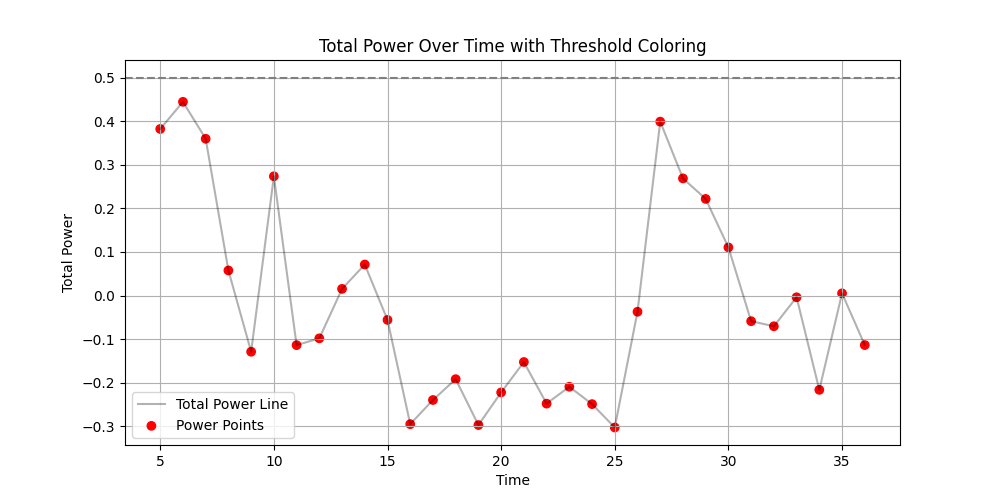 Total Power Over Time with Threshold Coloring
Total Power
0.5
0.4
0.3
0.2
0.1
0.0
−0.1
−0.2
−0.3
Total Power Line
Power Points
5 10 15 20 25 30 35
Time